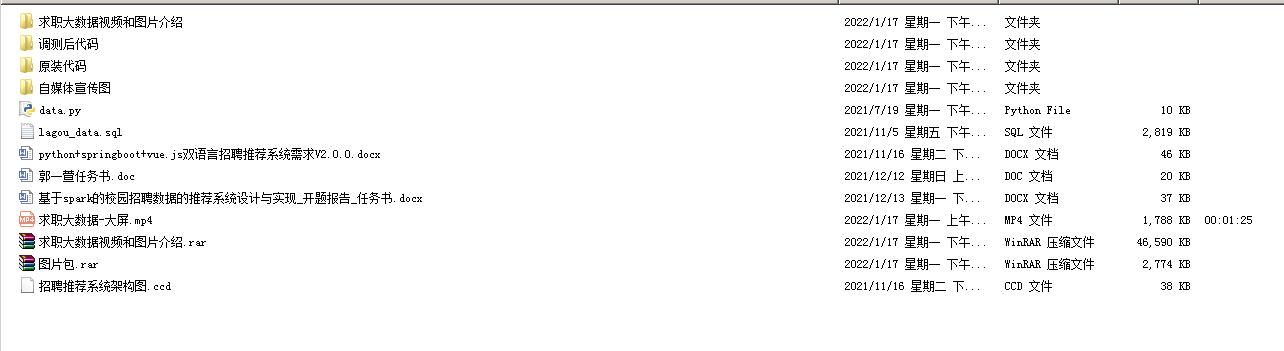 求职大数据视频和图片介绍 2022/1/17 星期一 下午... 文件夹
调测后代码 2022/1/17 星期一 下午... 文件夹
原装代码 2022/1/17 星期一 下午... 文件夹
自媒体宣传图 2022/1/17 星期一 下午... 文件夹
data.py 2021/7/19 星期一 下午... Python File 10 KB
lagou_data.sql 2021/11/5 星期五 下午... SQL 文件 2,819 KB
python+springboot+vue.js双语言招聘推荐系统需求V2.0.0.docx 2021/11/16 星期二 下... DOCX 文档 46 KB
郭一萱任务书.doc 2021/12/12 星期日 上... DOC 文档 20 KB
基于spark的校园招聘数据的推荐系统设计与实现_开题报告_任务书.docx 2021/12/13 星期一 下... DOCX 文档 37 KB
求职大数据-大屏.mp4 2022/1/17 星期一 上午... MP4 文件 1,788 KB 00:01:25
求职大数据视频和图片介绍.rar 2022/1/17 星期一 下午... WinRAR 压缩文件 46,590 KB
图片包.rar 2022/1/17 星期一 下午... WinRAR 压缩文件 2,774 KB
招聘推荐系统架构图.ccd 2021/11/16 星期二 下... CCD 文件 38 KB